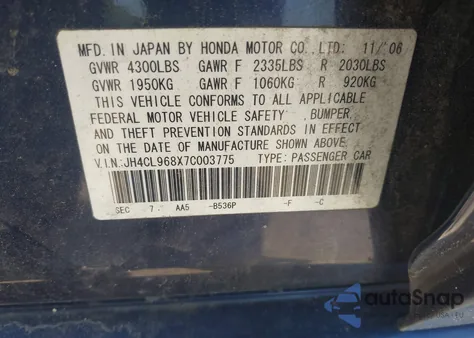 MFD. IN JAPAN BY HONDA MOTOR CO., LTD. 11/06
GVWR 4300LBS GAWR F 2335LBS R 2030LBS
GVWR 1950KG GAWR F 1060KG R 920KG
THIS VEHICLE CONFORMS TO ALL APPLICABLE
FEDERAL MOTOR VEHICLE SAFETY, BUMPER,
AND THEFT PREVENTION STANDARDS IN EFFECT
ON THE DATE OF MANUFACTURE SHOWN ABOVE.
V.I.N.: JH4CL968X7C003775 TYPE: PASSENGER CAR
SEC 7 AA5 -B536P -F -C
autoSnap